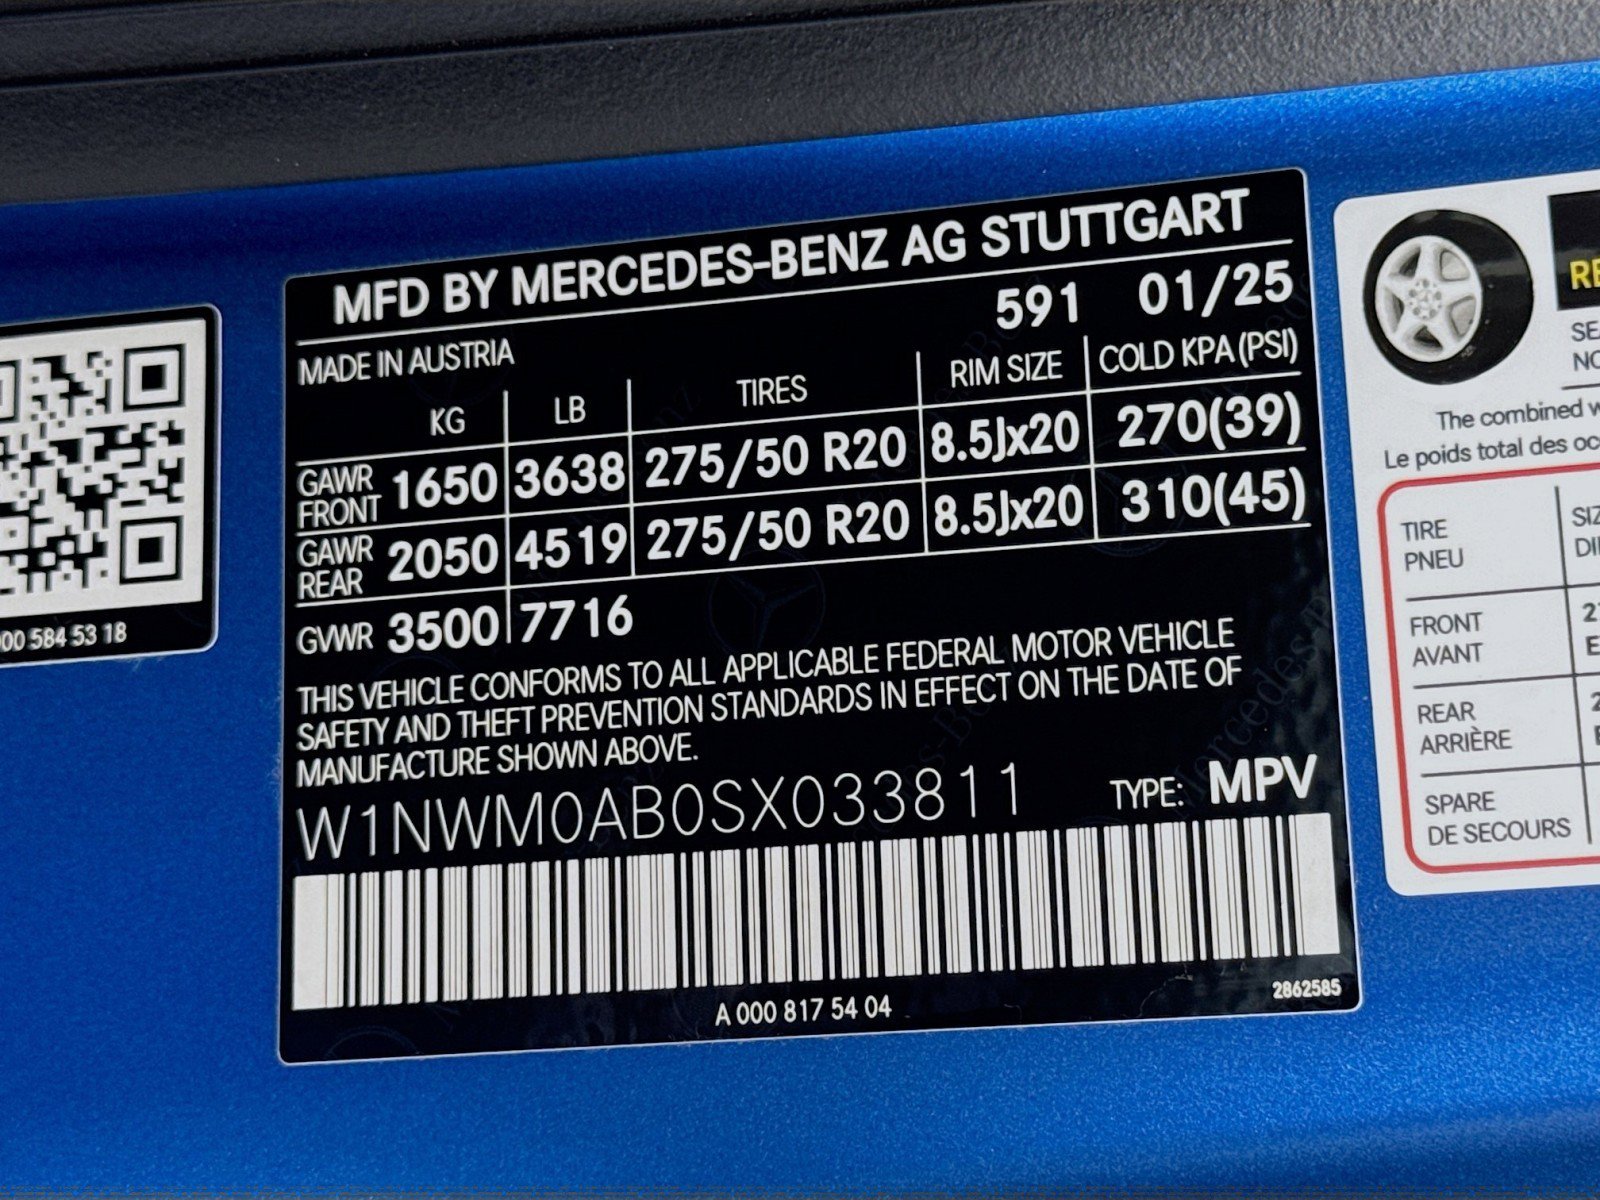 MFD BY MERCEDES-BENZ AG STUTTGART
591 01/25
MADE IN AUSTRIA
KG LB TIRES RIM SIZE COLD KPA (PSI)
GAWR FRONT 1650 3638 275/50 R20 8.5Jx20 270(39)
GAWR REAR 2050 4519 275/50 R20 8.5Jx20 310(45)
GVWR 3500 7716
THIS VEHICLE CONFORMS TO ALL APPLICABLE FEDERAL MOTOR VEHICLE
SAFETY AND THEFT PREVENTION STANDARDS IN EFFECT ON THE DATE OF
MANUFACTURE SHOWN ABOVE.
W1NWM0AB0SX033811 TYPE: MPV
A 000 817 54 04
2862585
000 584 53 18
The combined
Le poids total des
TIRE
PNEU
FRONT
AVANT
REAR
ARRIÈRE
SPARE
DE SECOURS